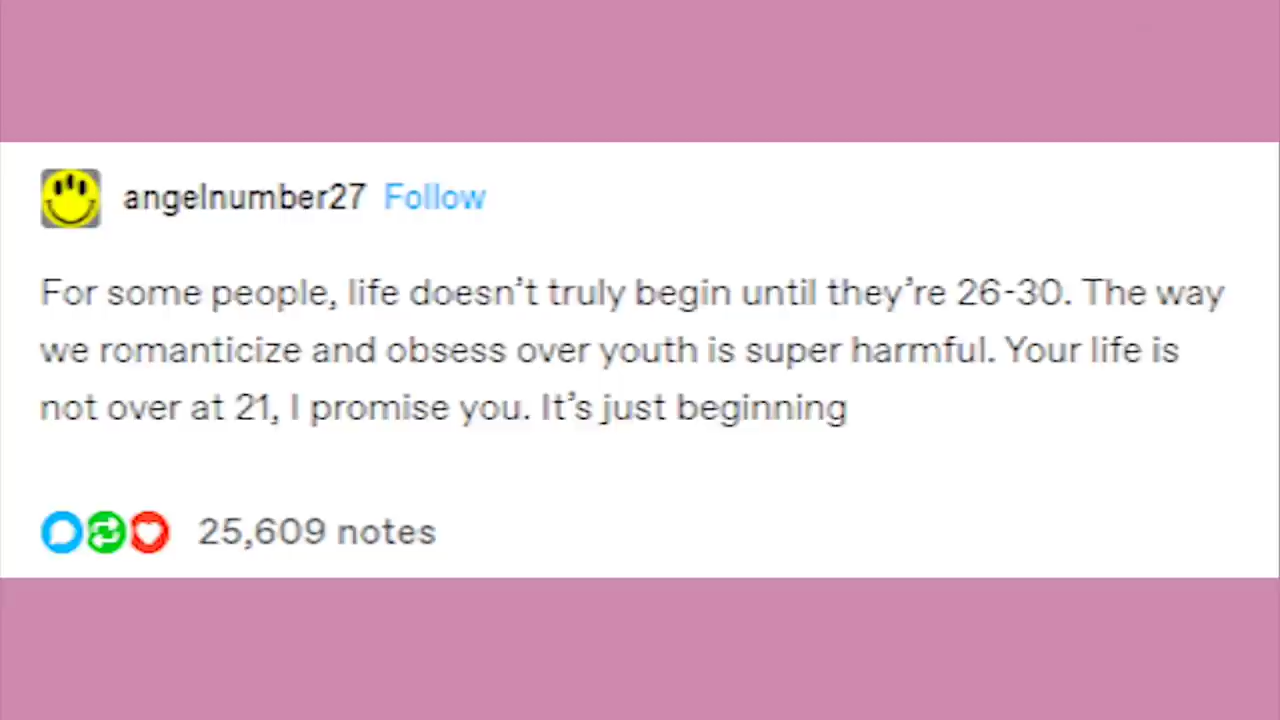 angelnumber27 Follow
For some people, life doesn’t truly begin until they’re 26-30. The way
we romanticize and obsess over youth is super harmful. Your life is
not over at 21, I promise you. It’s just beginning
25,609 notes